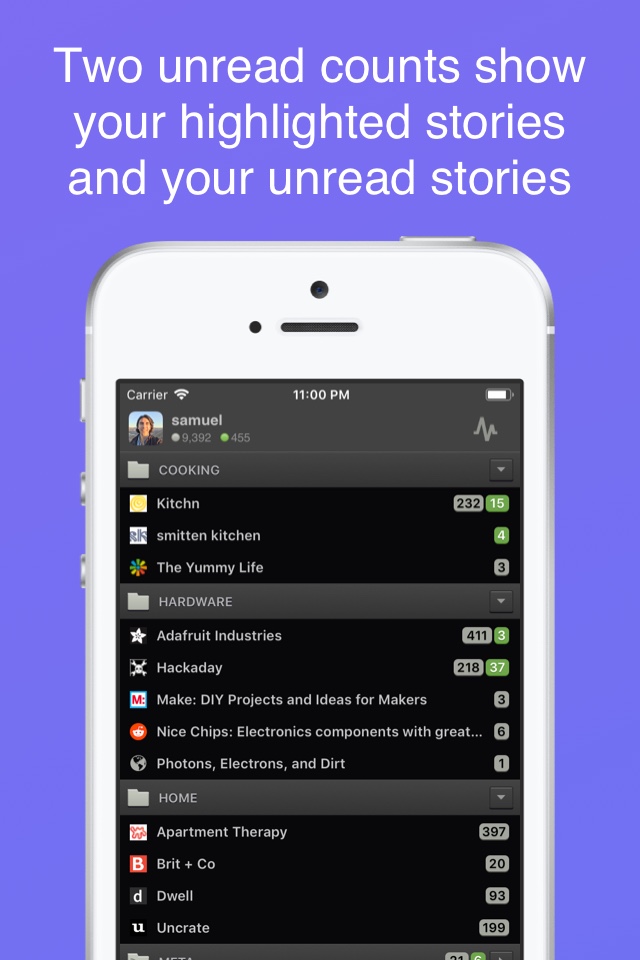 Two unread counts show
your highlighted stories
and your unread stories
Carrier 11:00 PM
samuel
9,392 455
COOKING
Kitchn 232 15
smitten kitchen 4
The Yummy Life 3
HARDWARE
Adafruit Industries 411 3
Hackaday 218 37
M: Make: DIY Projects and Ideas for Makers 3
Nice Chips: Electronics components with great... 6
Photons, Electrons, and Dirt 1
HOME
Apartment Therapy 397
B Brit + Co 20
d Dwell 93
u Uncrate 199
META 21 6